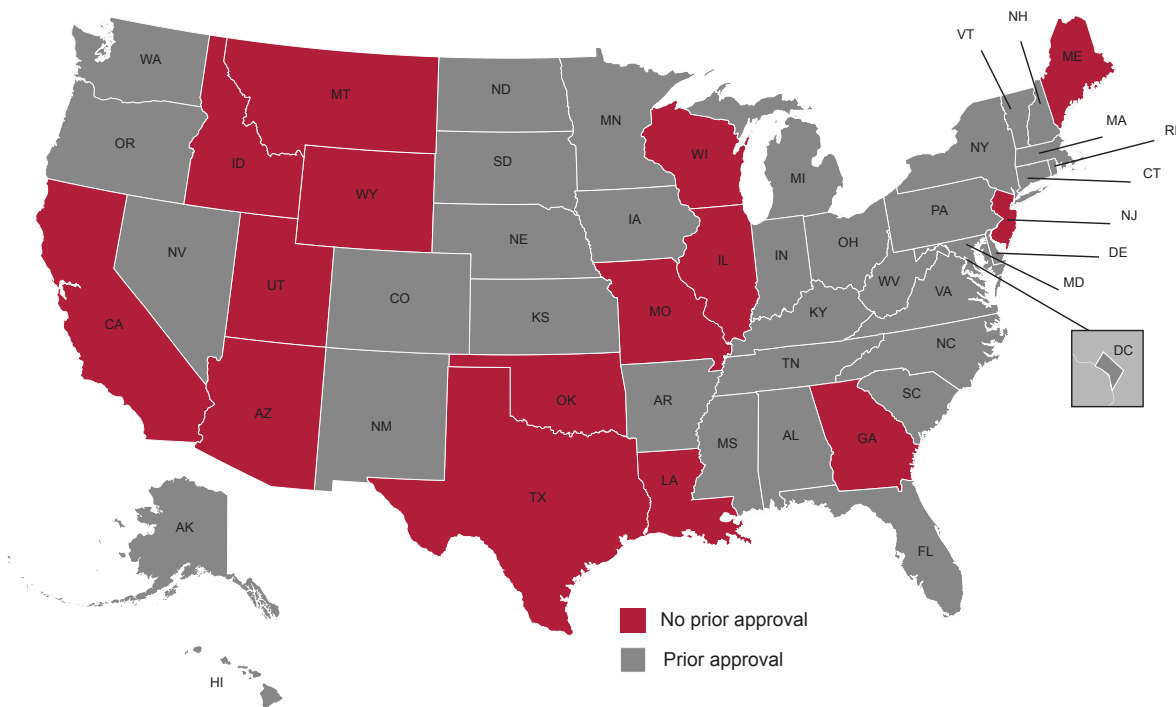 NH
VT
ME
WA
MT
ND
MN
OR
MA
RI
ID
WI
NY
SD
MI
CT
WY
IA
PA
NJ
NE
NV
OH
IN
DE
UT
IL
WV
CO
MD
VA
CA
KS
MO
KY
NC
DC
TN
SC
OK
AR
AZ
NM
AL
GA
MS
LA
TX
AK
FL
No prior approval
Prior approval
HI